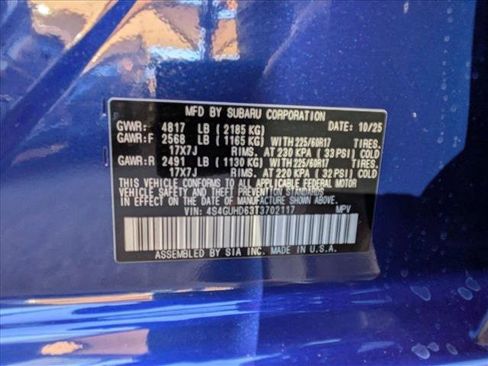 MFD BY SUBARU CORPORATION
GVWR: 4817 LB (2185 KG) DATE: 10/25
GAWR:F 2568 LB (1165 KG) WITH 225/60R17 TIRES,
17X7J RIMS, AT 230 KPA (33 PSI) COLD
GAWR:R 2491 LB (1130 KG) WITH 225/60R17 TIRES,
17X7J RIMS, AT 220 KPA (32 PSI) COLD
THIS VEHICLE CONFORMS TO ALL APPLICABLE FEDERAL MOTOR
VEHICLE SAFETY AND THEFT PREVENTION STANDARDS IN
EFFECT ON THE DATE OF MANUFACTURE SHOWN ABOVE.
VIN: 4S4GUHD63T3702117 MPV
ASSEMBLED BY SIA INC. MADE IN U.S.A.